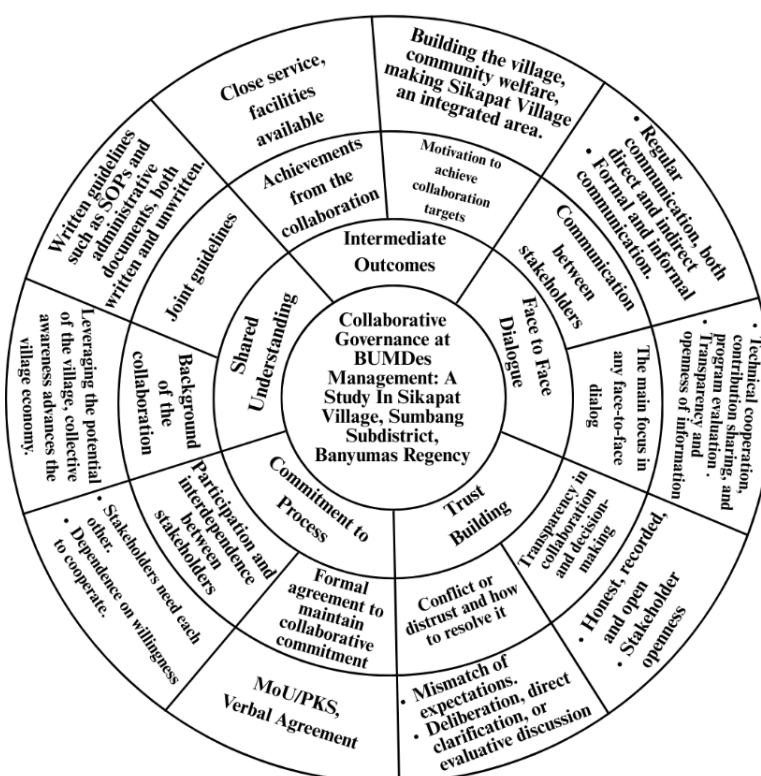 Collaborative
Governance at
BUMDes
Management: A
Study In Sikapat
Village, Sumbang
Subdistrict,
Banyumas Regency
Intermediate
Outcomes
Achievements
from the
collaboration
Close service,
facilities
available
Motivation to
achieve
collaboration
targets
Building the village,
community welfare,
making Sikapat Village
an integrated area.
Face to Face
Dialogue
Communication
between
stakeholders
• Regular
communication, both
direct and indirect
• Formal and informal
communication.
The main focus in
any face-to-face
dialog
• Technical cooperation,
contribution sharing, and
program evaluation .
• Transparency and
openness of information
Trust
Building
Transparency in
collaboration
and decision-
making
• Honest, recorded,
and open
• Stakeholder
openness
Conflict or
distrust and how
to resolve it
• Mismatch of
expectations.
• Deliberation, direct
clarification, or
evaluative discussion
Commitment to
Process
Formal
agreement to
maintain
collaborative
commitment
MoU/PKS,
Verbal Agreement
Participation and
interdependence
between
stakeholders
• Stakeholders need each
other.
• Dependence on willingness
to cooperate.
Shared
Understanding
Background
of the
collaboration
Leveraging the potential
of the village, collective
awareness advances the
village economy.
Joint guidelines
Written guidelines
such as SOPs and
administrative
documents, both
written and unwritten.